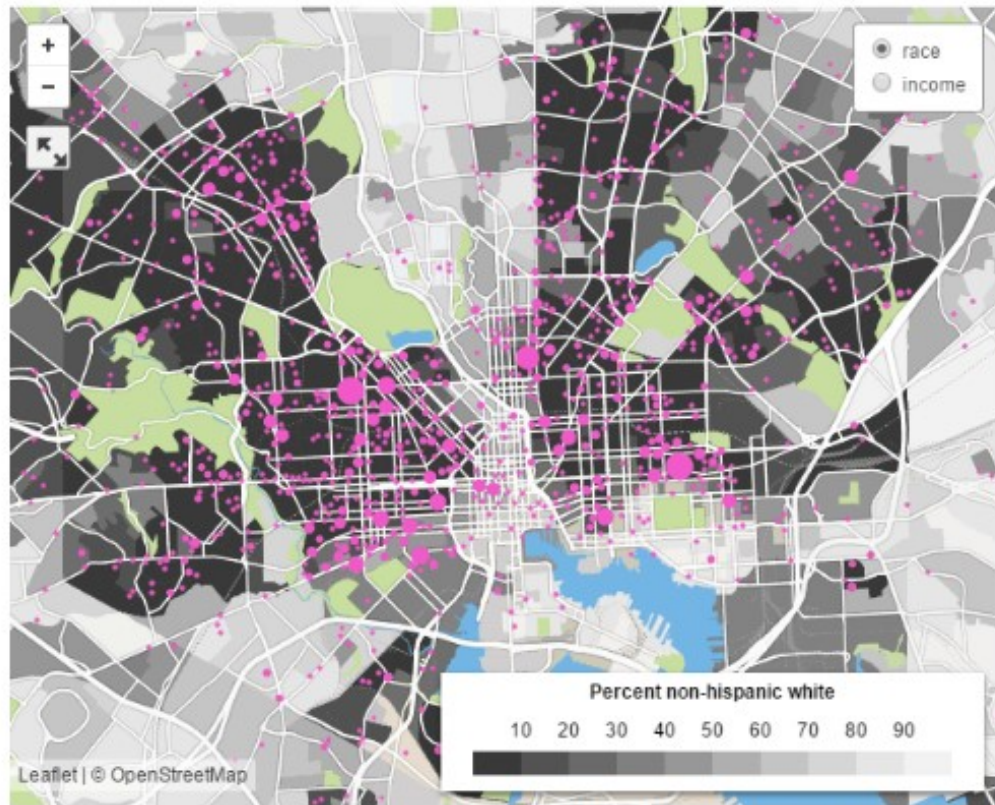 +
−
race
income
Percent non-hispanic white
10 20 30 40 50 60 70 80 90
Leaflet | © OpenStreetMap